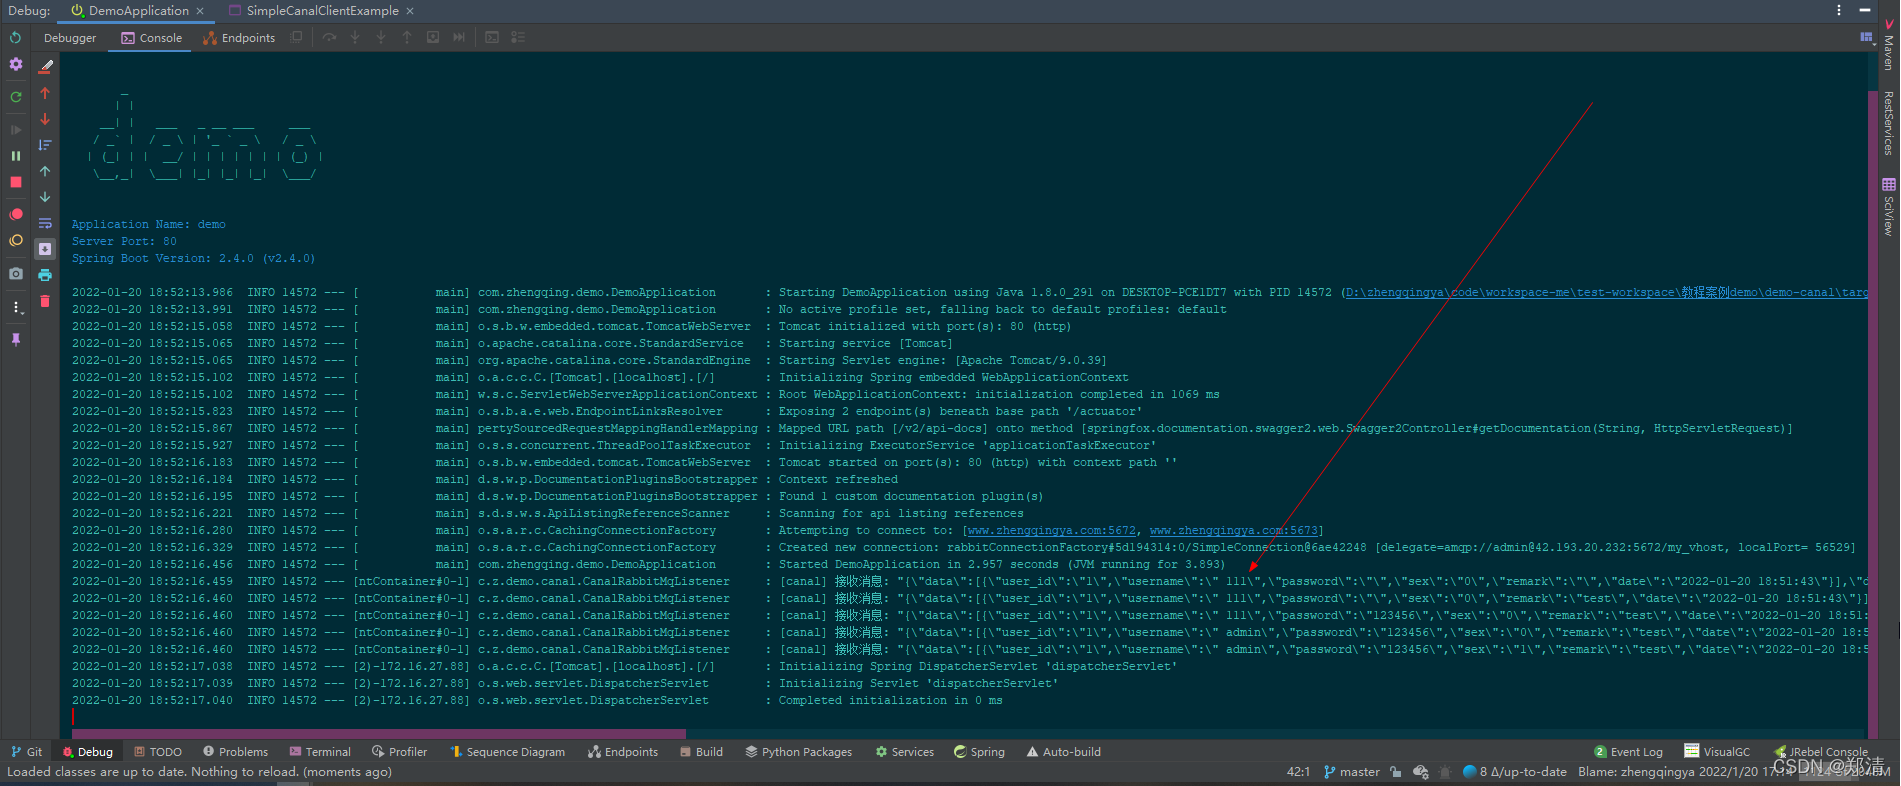 Debug: DemoApplication × SimpleCanalClientExample ×
Debugger Console Endpoints
Maven
RestServices
SciView
Application Name: demo
Server Port: 80
Spring Boot Version: 2.4.0 (v2.4.0)
2022-01-20 18:52:13.986 INFO 14572 --- [ main] com.zhengqing.demo.DemoApplication : Starting DemoApplication using Java 1.8.0_291 on DESKTOP-PCE1DT7 with PID 14572 (D:\zhengqingya\code\workspace-me\test-workspace\教程案例demo\demo-canal\targ
2022-01-20 18:52:13.991 INFO 14572 --- [ main] com.zhengqing.demo.DemoApplication : No active profile set, falling back to default profiles: default
2022-01-20 18:52:15.058 INFO 14572 --- [ main] o.s.b.w.embedded.tomcat.TomcatWebServer : Tomcat initialized with port(s): 80 (http)
2022-01-20 18:52:15.065 INFO 14572 --- [ main] o.apache.catalina.core.StandardService : Starting service [Tomcat]
2022-01-20 18:52:15.065 INFO 14572 --- [ main] org.apache.catalina.core.StandardEngine : Starting Servlet engine: [Apache Tomcat/9.0.39]
2022-01-20 18:52:15.102 INFO 14572 --- [ main] o.a.c.c.C.[Tomcat].[localhost].[/] : Initializing Spring embedded WebApplicationContext
2022-01-20 18:52:15.102 INFO 14572 --- [ main] w.s.c.ServletWebServerApplicationContext : Root WebApplicationContext: initialization completed in 1069 ms
2022-01-20 18:52:15.823 INFO 14572 --- [ main] o.s.b.a.e.web.EndpointLinksResolver : Exposing 2 endpoint(s) beneath base path '/actuator'
2022-01-20 18:52:15.867 INFO 14572 --- [ main] pertySourcedRequestMappingHandlerMapping : Mapped URL path [/v2/api-docs] onto method [springfox.documentation.swagger2.web.Swagger2Controller#getDocumentation(String, HttpServletRequest)]
2022-01-20 18:52:15.927 INFO 14572 --- [ main] o.s.s.concurrent.ThreadPoolTaskExecutor : Initializing ExecutorService 'applicationTaskExecutor'
2022-01-20 18:52:16.183 INFO 14572 --- [ main] o.s.b.w.embedded.tomcat.TomcatWebServer : Tomcat started on port(s): 80 (http) with context path ''
2022-01-20 18:52:16.184 INFO 14572 --- [ main] d.s.w.p.DocumentationPluginsBootstrapper : Context refreshed
2022-01-20 18:52:16.195 INFO 14572 --- [ main] d.s.w.p.DocumentationPluginsBootstrapper : Found 1 custom documentation plugin(s)
2022-01-20 18:52:16.221 INFO 14572 --- [ main] s.d.s.w.s.ApiListingReferenceScanner : Scanning for api listing references
2022-01-20 18:52:16.280 INFO 14572 --- [ main] o.s.a.r.c.CachingConnectionFactory : Attempting to connect to: [www.zhengqingya.com:5672, www.zhengqingya.com:5673]
2022-01-20 18:52:16.329 INFO 14572 --- [ main] o.s.a.r.c.CachingConnectionFactory : Created new connection: rabbitConnectionFactory#5d194314:0/SimpleConnection@6ae42248 [delegate=amqp://admin@42.193.20.232:5672/my_vhost, localPort= 56529]
2022-01-20 18:52:16.456 INFO 14572 --- [ main] com.zhengqing.demo.DemoApplication : Started DemoApplication in 2.957 seconds (JVM running for 3.893)
2022-01-20 18:52:16.459 INFO 14572 --- [ntContainer#0-1] c.z.demo.canal.CanalRabbitMqListener : [canal] 接收消息: "{\"data\":[{\"user_id\":\"1\",\"username\":\" 111\",\"password\":\"\",\"sex\":\"0\",\"remark\":\"\",\"date\":\"2022-01-20 18:51:43\"}],\"d
2022-01-20 18:52:16.460 INFO 14572 --- [ntContainer#0-1] c.z.demo.canal.CanalRabbitMqListener : [canal] 接收消息: "{\"data\":[{\"user_id\":\"1\",\"username\":\" 111\",\"password\":\"\",\"sex\":\"0\",\"remark\":\"test\",\"date\":\"2022-01-20 18:51:43\"}]
2022-01-20 18:52:16.460 INFO 14572 --- [ntContainer#0-1] c.z.demo.canal.CanalRabbitMqListener : [canal] 接收消息: "{\"data\":[{\"user_id\":\"1\",\"username\":\" 111\",\"password\":\"123456\",\"sex\":\"0\",\"remark\":\"test\",\"date\":\"2022-01-20 18:51:
2022-01-20 18:52:16.460 INFO 14572 --- [ntContainer#0-1] c.z.demo.canal.CanalRabbitMqListener : [canal] 接收消息: "{\"data\":[{\"user_id\":\"1\",\"username\":\" admin\",\"password\":\"123456\",\"sex\":\"0\",\"remark\":\"test\",\"date\":\"2022-01-20 18:5
2022-01-20 18:52:16.460 INFO 14572 --- [ntContainer#0-1] c.z.demo.canal.CanalRabbitMqListener : [canal] 接收消息: "{\"data\":[{\"user_id\":\"1\",\"username\":\" admin\",\"password\":\"123456\",\"sex\":\"1\",\"remark\":\"test\",\"date\":\"2022-01-20 18:5
2022-01-20 18:52:17.038 INFO 14572 --- [2)-172.16.27.88] o.a.c.c.C.[Tomcat].[localhost].[/] : Initializing Spring DispatcherServlet 'dispatcherServlet'
2022-01-20 18:52:17.039 INFO 14572 --- [2)-172.16.27.88] o.s.web.servlet.DispatcherServlet : Initializing Servlet 'dispatcherServlet'
2022-01-20 18:52:17.040 INFO 14572 --- [2)-172.16.27.88] o.s.web.servlet.DispatcherServlet : Completed initialization in 0 ms
Git Debug TODO Problems Terminal Profiler Sequence Diagram Endpoints Build Python Packages Services Spring Auto-build 2 Event Log VisualGC JRebel Console
Loaded classes are up to date. Nothing to reload. (moments ago) 42:1 master 8 Δ/up-to-date Blame: zhengqingya 2022/1/20 17:14
CSDN @郑清